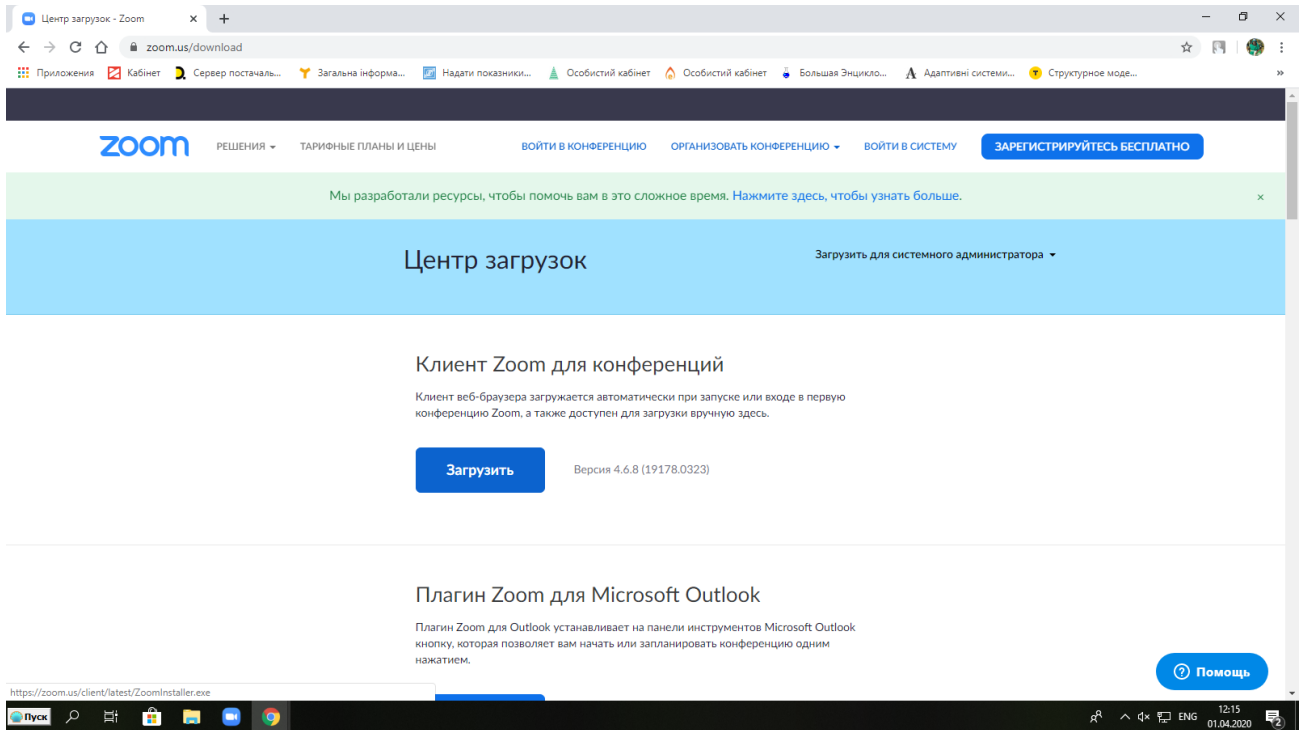 Центр загрузок - Zoom
zoom.us/download
Приложения Кабінет Сервер постачаль... Загальна інформа... Надати показники... Особистий кабінет Особистий кабінет Большая Энцикло... Адаптивні системи... Структурное моде... »
zoom РЕШЕНИЯ ТАРИФНЫЕ ПЛАНЫ И ЦЕНЫ ВОЙТИ В КОНФЕРЕНЦИЮ ОРГАНИЗОВАТЬ КОНФЕРЕНЦИЮ ВОЙТИ В СИСТЕМУ ЗАРЕГИСТРИРУЙТЕСЬ БЕСПЛАТНО
Мы разработали ресурсы, чтобы помочь вам в это сложное время. Нажмите здесь, чтобы узнать больше. ×
Центр загрузок
Загрузить для системного администратора
Клиент Zoom для конференций
Клиент веб-браузера загружается автоматически при запуске или входе в первую
конференцию Zoom, а также доступен для загрузки вручную здесь.
Загрузить Версия 4.6.8 (19178.0323)
Плагин Zoom для Microsoft Outlook
Плагин Zoom для Outlook устанавливает на панели инструментов Microsoft Outlook
кнопку, которая позволяет вам начать или запланировать конференцию одним
нажатием.
Помощь
https://zoom.us/client/latest/ZoomInstaller.exe
Пуск ENG 12:15
01.04.2020 2